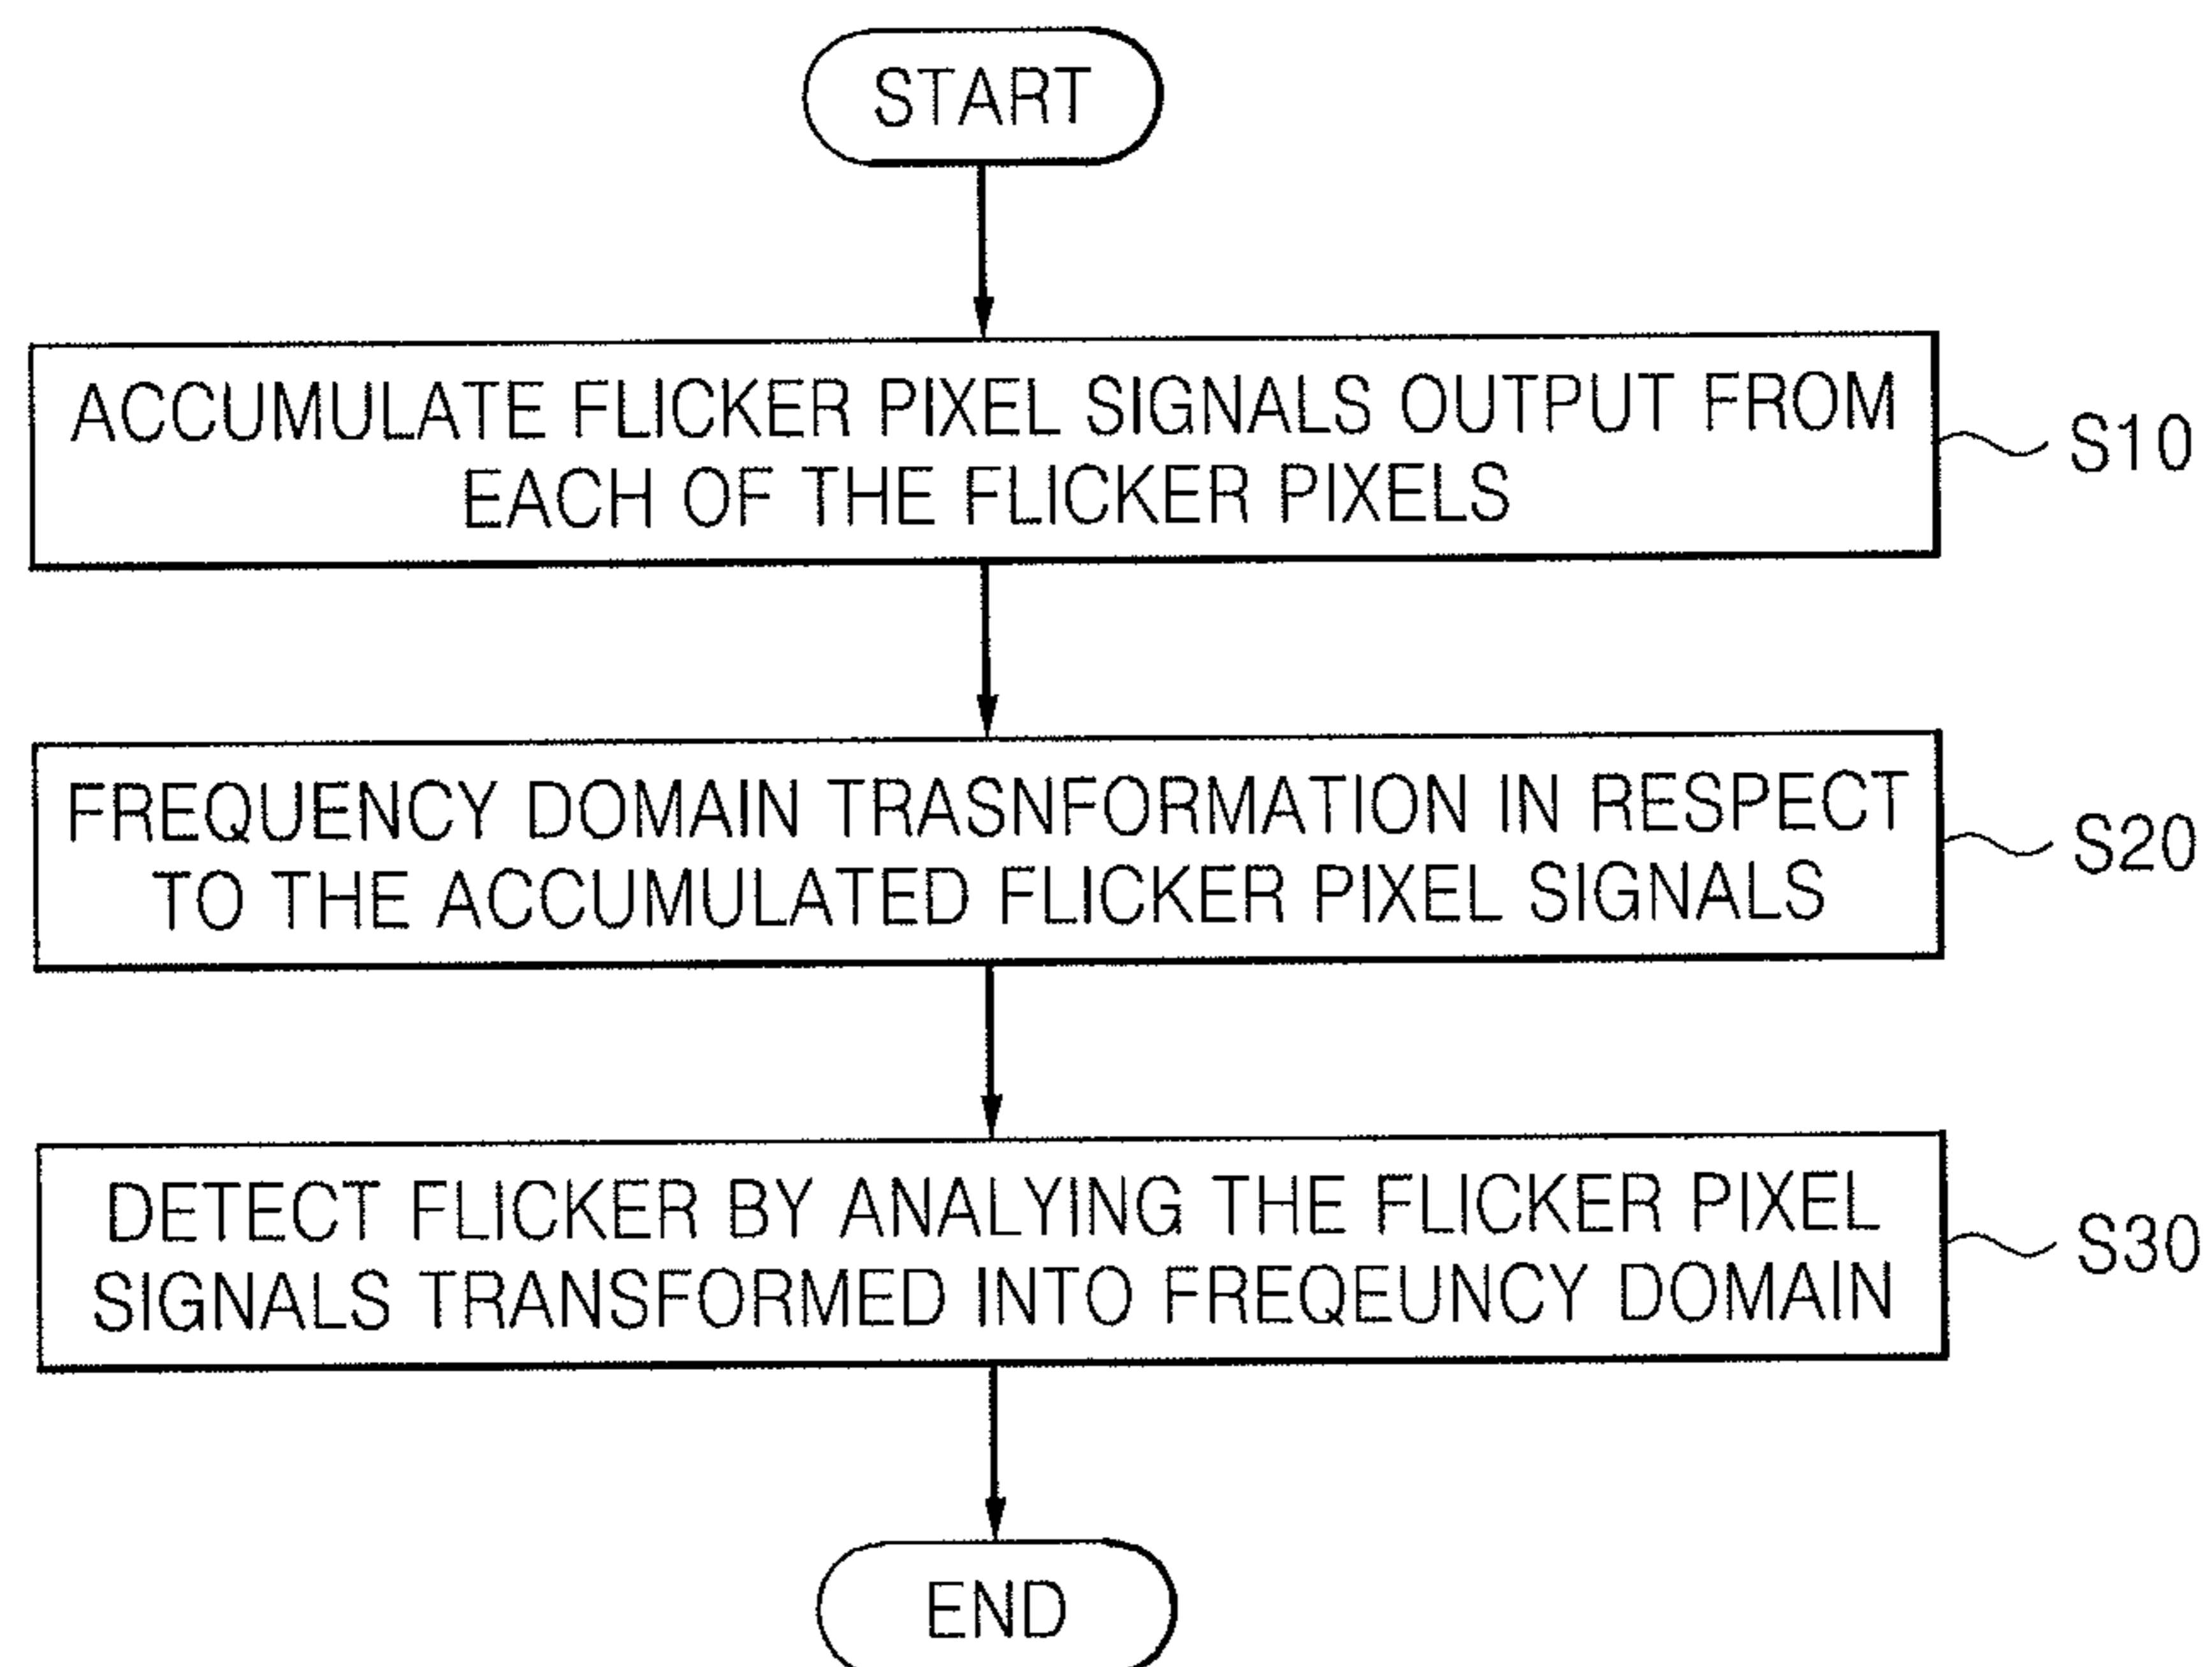 START
ACCUMULATE FLICKER PIXEL SIGNALS OUTPUT FROM
EACH OF THE FLICKER PIXELS
S10
FREQUENCY DOMAIN TRASNFORMATION IN RESPECT
TO THE ACCUMULATED FLICKER PIXEL SIGNALS
S20
DETECT FLICKER BY ANALYING THE FLICKER PIXEL
SIGNALS TRANSFORMED INTO FREQEUNCY DOMAIN
S30
END